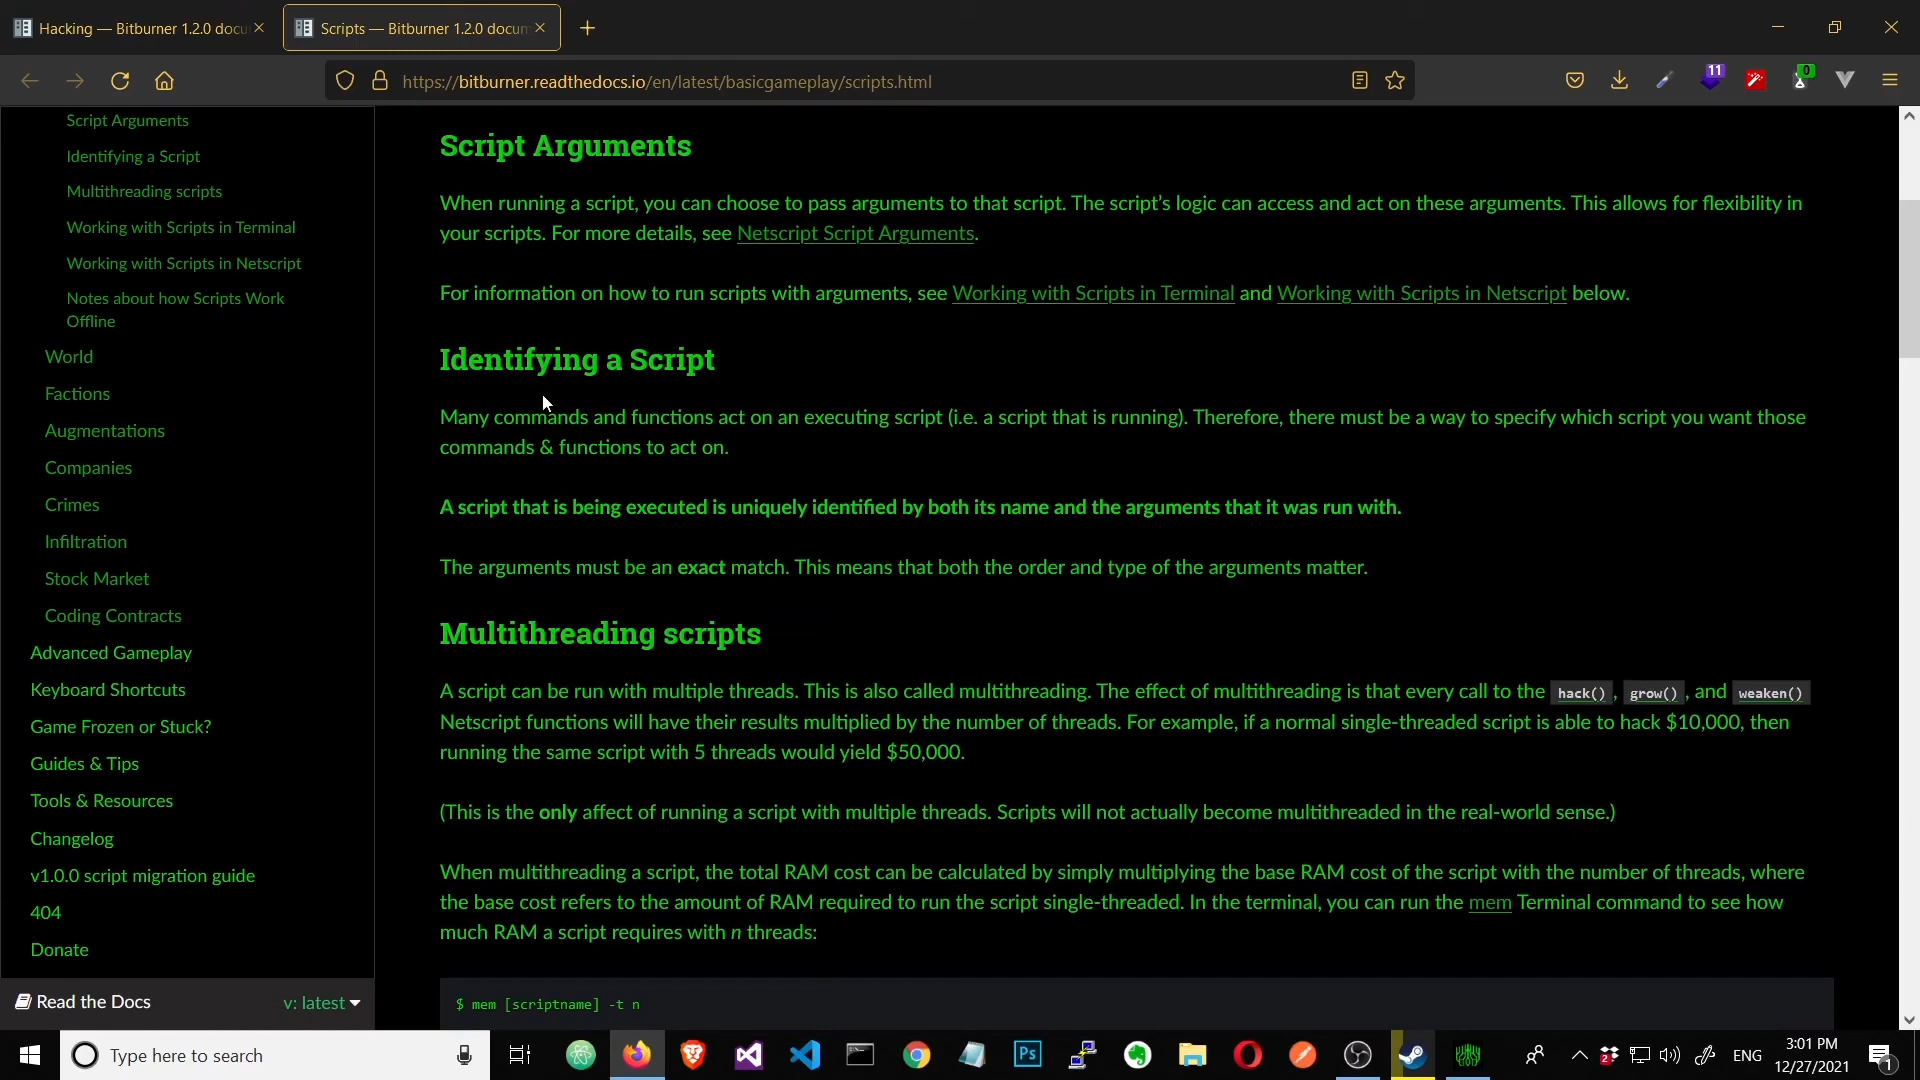 Hacking — Bitburner 1.2.0 docu
Scripts — Bitburner 1.2.0 docum
https://bitburner.readthedocs.io/en/latest/basicgameplay/scripts.html
11
0
Script Arguments
Identifying a Script
Multithreading scripts
Working with Scripts in Terminal
Working with Scripts in Netscript
Notes about how Scripts Work
Offline
World
Factions
Augmentations
Companies
Crimes
Infiltration
Stock Market
Coding Contracts
Advanced Gameplay
Keyboard Shortcuts
Game Frozen or Stuck?
Guides & Tips
Tools & Resources
Changelog
v1.0.0 script migration guide
404
Donate
Read the Docs
v: latest
Script Arguments
When running a script, you can choose to pass arguments to that script. The script's logic can access and act on these arguments. This allows for flexibility in
your scripts. For more details, see Netscript Script Arguments.
For information on how to run scripts with arguments, see Working with Scripts in Terminal and Working with Scripts in Netscript below.
Identifying a Script
Many commands and functions act on an executing script (i.e. a script that is running). Therefore, there must be a way to specify which script you want those
commands & functions to act on.
A script that is being executed is uniquely identified by both its name and the arguments that it was run with.
The arguments must be an exact match. This means that both the order and type of the arguments matter.
Multithreading scripts
A script can be run with multiple threads. This is also called multithreading. The effect of multithreading is that every call to the hack(), grow(), and weaken()
Netscript functions will have their results multiplied by the number of threads. For example, if a normal single-threaded script is able to hack $10,000, then
running the same script with 5 threads would yield $50,000.
(This is the only affect of running a script with multiple threads. Scripts will not actually become multithreaded in the real-world sense.)
When multithreading a script, the total RAM cost can be calculated by simply multiplying the base RAM cost of the script with the number of threads, where
the base cost refers to the amount of RAM required to run the script single-threaded. In the terminal, you can run the mem Terminal command to see how
much RAM a script requires with n threads:
$ mem [scriptname] -t n
Type here to search
Ps
2
ENG
3:01 PM
12/27/2021
1